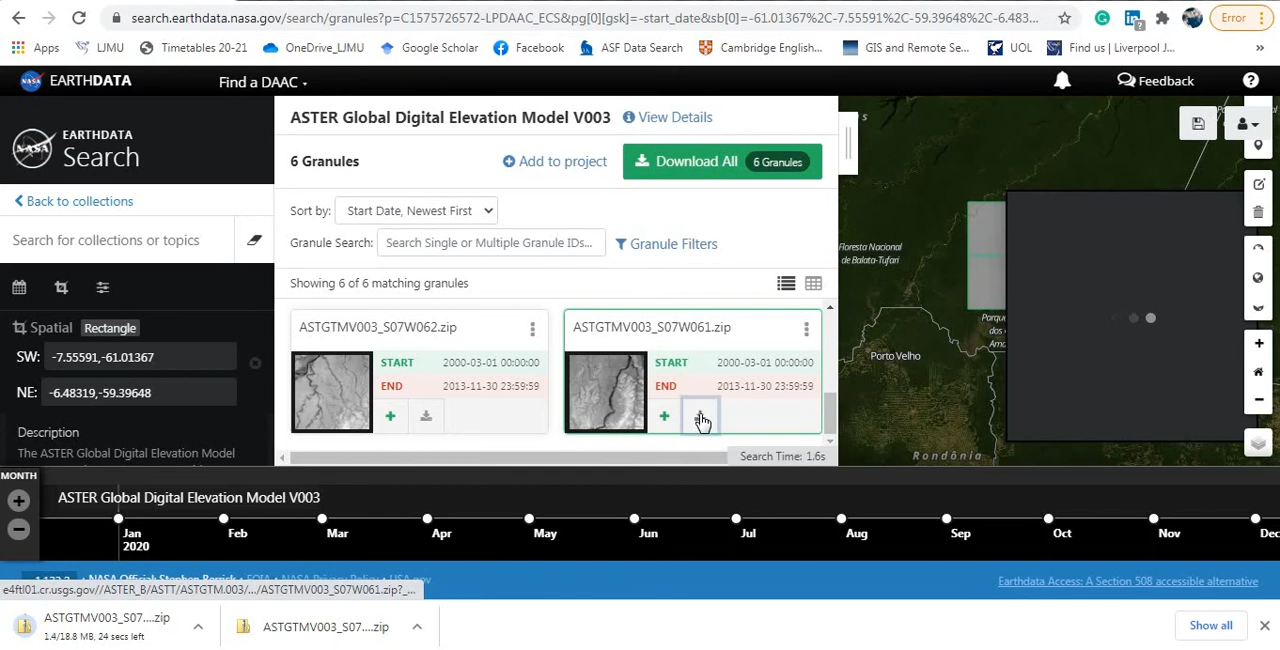 search.earthdata.nasa.gov/search/granules?p=C1575726572-LPDAAC_ECS&pg[0][gsk]=-start_date&sb[0]=-61.01367%2C-7.55591%2C-59.39648%2C-6.483...
Error
Apps
LJMU
Timetables 20-21
OneDrive_LJMU
Google Scholar
Facebook
ASF Data Search
Cambridge English...
GIS and Remote Se...
UOL
Find us | Liverpool J...
»
NASA
EARTHDATA
Find a DAAC
Feedback
EARTHDATA
Search
Back to collections
Search for collections or topics
Spatial Rectangle
SW: -7.55591,-61.01367
NE: -6.48319,-59.39648
Description
The ASTER Global Digital Elevation Model
ASTER Global Digital Elevation Model V003
View Details
6 Granules
Add to project
Download All 6 Granules
Sort by: Start Date, Newest First
Granule Search: Search Single or Multiple Granule IDs...
Granule Filters
Showing 6 of 6 matching granules
ASTGTMV003_S07W062.zip
START 2000-03-01 00:00:00
END 2013-11-30 23:59:59
ASTGTMV003_S07W061.zip
START 2000-03-01 00:00:00
END 2013-11-30 23:59:59
Search Time: 1.6s
Floresta Nacional
de Balata-Tufari
Porto Velho
Rondônia
MONTH
ASTER Global Digital Elevation Model V003
Jan
2020
Feb
Mar
Apr
May
Jun
Jul
Aug
Sep
Oct
Nov
Dec
Earthdata Access: A Section 508 accessible alternative
e4ftl01.cr.usgs.gov//ASTER_B/ASTT/ASTGTM.003/.../ASTGTMV003_S07W061.zip?_...
ASTGTMV003_S07....zip
1.4/18.8 MB, 24 secs left
ASTGTMV003_S07....zip
Show all